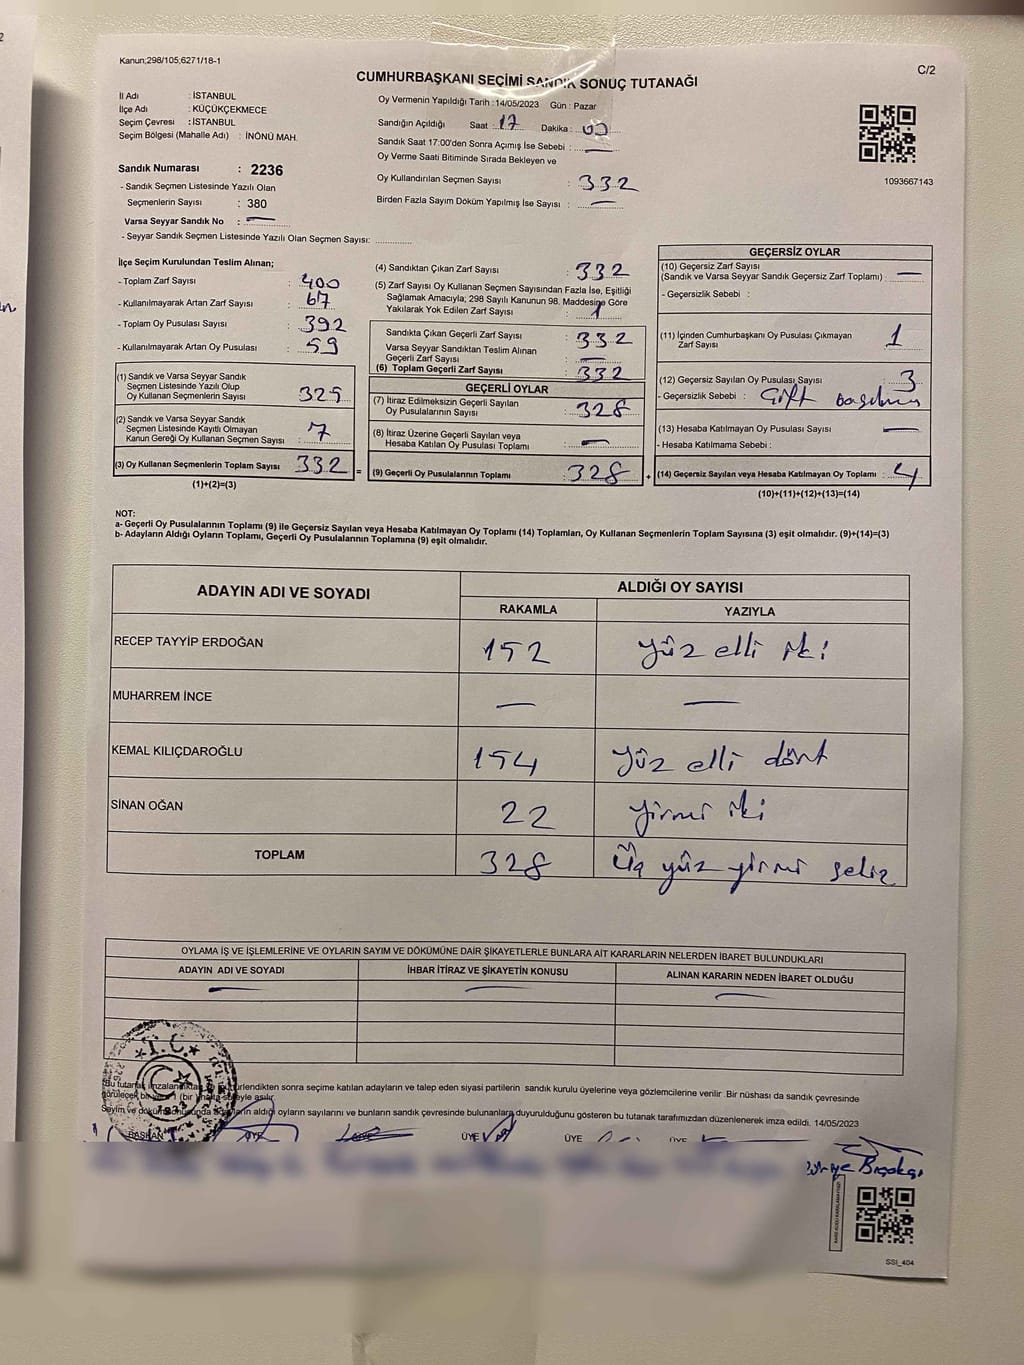 Kanun;298/105;6271/18-1
C/2
CUMHURBAŞKANI SEÇİMİ SANDIK SONUÇ TUTANAĞI
İl Adı : İSTANBUL
İlçe Adı : KÜÇÜKÇEKMECE
Seçim Çevresi : İSTANBUL
Seçim Bölgesi (Mahalle Adı) : İNÖNÜ MAH.
Oy Vermenin Yapıldığı Tarih :14/05/2023 Gün : Pazar
Sandığın Açıldığı Saat : 17 Dakika : 00
Sandık Saat 17:00'den Sonra Açımış İse Sebebi : —
Oy Verme Saati Bitiminde Sırada Bekleyen ve
Oy Kullandırılan Seçmen Sayısı : 332
Birden Fazla Sayım Döküm Yapılmış İse Sayısı : —
1093667143
Sandık Numarası : 2236
- Sandık Seçmen Listesinde Yazılı Olan
Seçmenlerin Sayısı : 380
Varsa Seyyar Sandık No : —
- Seyyar Sandık Seçmen Listesinde Yazılı Olan Seçmen Sayısı:
İlçe Seçim Kurulundan Teslim Alınan;
- Toplam Zarf Sayısı : 400
- Kullanılmayarak Artan Zarf Sayısı : 67
- Toplam Oy Pusulası Sayısı : 392
- Kullanılmayarak Artan Oy Pusulası : 59
(1) Sandık ve Varsa Seyyar Sandık
Seçmen Listesinde Yazılı Olup
Oy Kullanan Seçmenlerin Sayısı : 325
(2) Sandık ve Varsa Seyyar Sandık
Seçmen Listesinde Kayıtlı Olmayan
Kanun Gereği Oy Kullanan Seçmen Sayısı : 7
(3) Oy Kullanan Seçmenlerin Toplam Sayısı 332
(1)+(2)=(3)
(4) Sandıktan Çıkan Zarf Sayısı : 332
(5) Zarf Sayısı Oy Kullanan Seçmen Sayısından Fazla İse, Eşitliği
Sağlamak Amacıyla; 298 Sayılı Kanunun 98. Maddesine Göre
Yakılarak Yok Edilen Zarf Sayısı : 1
Sandıkta Çıkan Geçerli Zarf Sayısı : 332
Varsa Seyyar Sandıktan Teslim Alınan
Geçerli Zarf Sayısı : —
(6) Toplam Geçerli Zarf Sayısı : 332
GEÇERLİ OYLAR
(7) İtiraz Edilmeksizin Geçerli Sayılan
Oy Pusulalarının Sayısı : 328
(8) İtiraz Üzerine Geçerli Sayılan veya
Hesaba Katılan Oy Pusulası Toplamı : —
= (9) Geçerli Oy Pusulalarının Toplamı : 328 +
GEÇERSİZ OYLAR
(10) Geçersiz Zarf Sayısı
(Sandık ve Varsa Seyyar Sandık Geçersiz Zarf Toplamı) : —
- Geçersizlik Sebebi :
(11) İçinden Cumhurbaşkanı Oy Pusulası Çıkmayan
Zarf Sayısı : 1
(12) Geçersiz Sayılan Oy Pusulası Sayısı : 3
- Geçersizlik Sebebi : Çift basılmış
(13) Hesaba Katılmayan Oy Pusulası Sayısı : —
- Hesaba Katılmama Sebebi :
(14) Geçersiz Sayılan veya Hesaba Katılmayan Oy Toplamı : 4
(10)+(11)+(12)+(13)=(14)
NOT:
a- Geçerli Oy Pusulalarının Toplamı (9) ile Geçersiz Sayılan veya Hesaba Katılmayan Oy Toplamı (14) Toplamları, Oy Kullanan Seçmenlerin Toplam Sayısına (3) eşit olmalıdır. (9)+(14)=(3)
b- Adayların Aldığı Oyların Toplamı, Geçerli Oy Pusulalarının Toplamına (9) eşit olmalıdır.
ADAYIN ADI VE SOYADI ALDIĞI OY SAYISI
RAKAMLA YAZIYLA
RECEP TAYYİP ERDOĞAN 152 Yüz elli iki
MUHARREM İNCE — —
KEMAL KILIÇDAROĞLU 154 Yüz elli dört
SİNAN OĞAN 22 Yirmi iki
TOPLAM 328 Üç yüz yirmi sekiz
OYLAMA İŞ VE İŞLEMLERİNE VE OYLARIN SAYIM VE DÖKÜMÜNE DAİR ŞİKAYETLERLE BUNLARA AİT KARARLARIN NELERDEN İBARET BULUNDUKLARI
ADAYIN ADI VE SOYADI İHBAR İTİRAZ VE ŞİKAYETİN KONUSU ALINAN KARARIN NEDEN İBARET OLDUĞU
— — —
T.C.
Bu tutanak imzalandıktan sonra seçime katılan adayların ve talep eden siyasi partilerin sandık kurulu üyelerine veya gözlemcilerine verilir. Bir nüshası da sandık çevresinde
görülecek bir yere 1 (bir) hafta süreyle asılır.
Seyim ve döküm aldığı oyların sayılarını ve bunların sandık çevresinde bulunanlara duyurulduğunu gösteren bu tutanak tarafımızdan düzenlenerek imza edildi. 14/05/2023
BAŞKAN ÜYE ÜYE ÜYE ÜYE
Bıçakçı
SSI_404